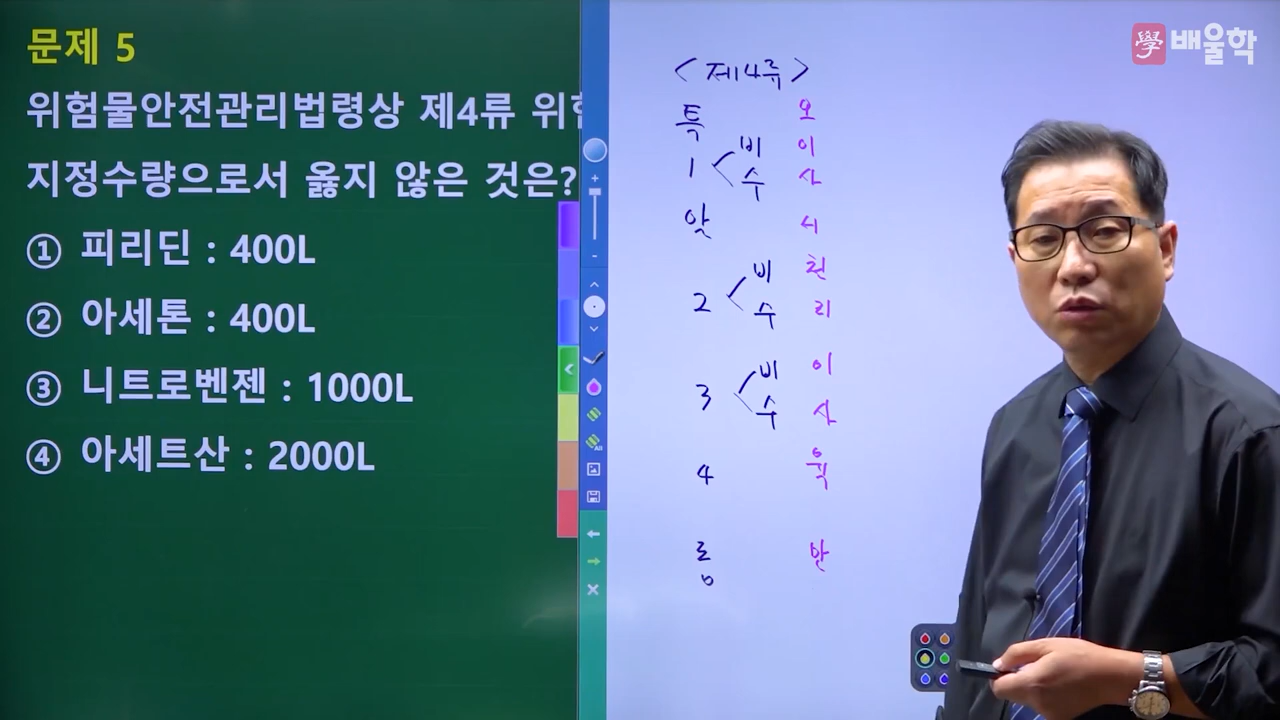 문제 5
위험물안전관리법령상 제4류 위험
지정수량으로서 옳지 않은 것은?
① 피리딘 : 400L
② 아세톤 : 400L
③ 니트로벤젠 : 1000L
④ 아세트산 : 2000L
學 배울학
<제4류>
특 오
1 비 이
수 사
알 시
2 비 천
수 리
3 비 이
수 사
4 육
동 만
All